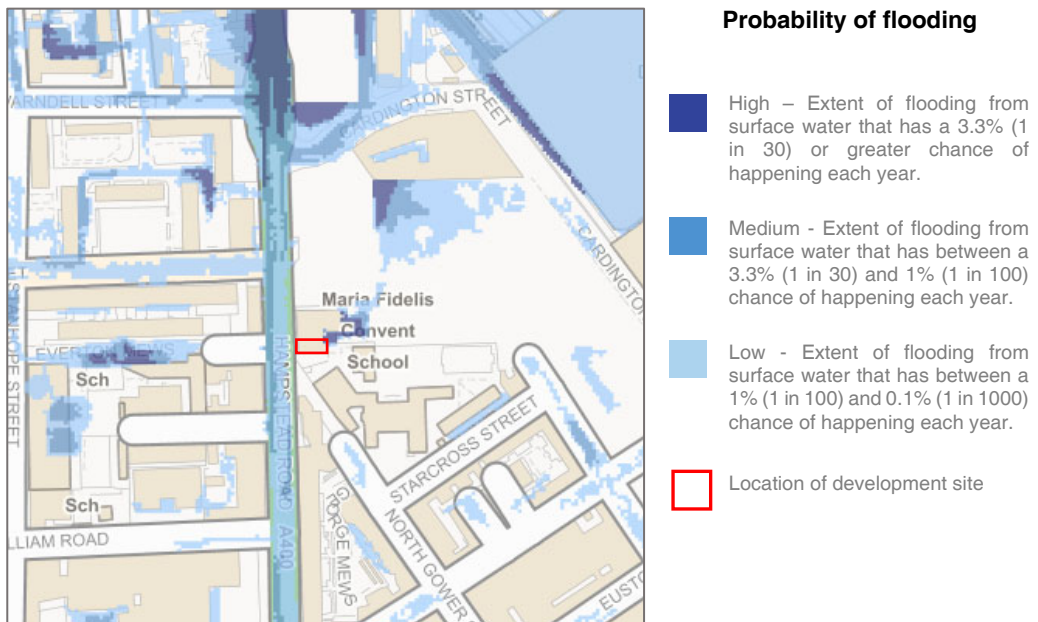 Probability of flooding
High – Extent of flooding from
surface water that has a 3.3% (1
in 30) or greater chance of
happening each year.
Medium - Extent of flooding from
surface water that has between a
3.3% (1 in 30) and 1% (1 in 100)
chance of happening each year.
Low - Extent of flooding from
surface water that has between a
1% (1 in 100) and 0.1% (1 in 1000)
chance of happening each year.
Location of development site
VARNDELL STREET
CARDINGTON STREET
CARDINGTON
STANHOPE STREET
Maria Fidelis
Convent
School
EVERTON MEWS
Sch
HAMPSTEAD ROAD A400
STARCROSS STREET
Sch
LLIAM ROAD
NORTH GOWER S
EUSTO